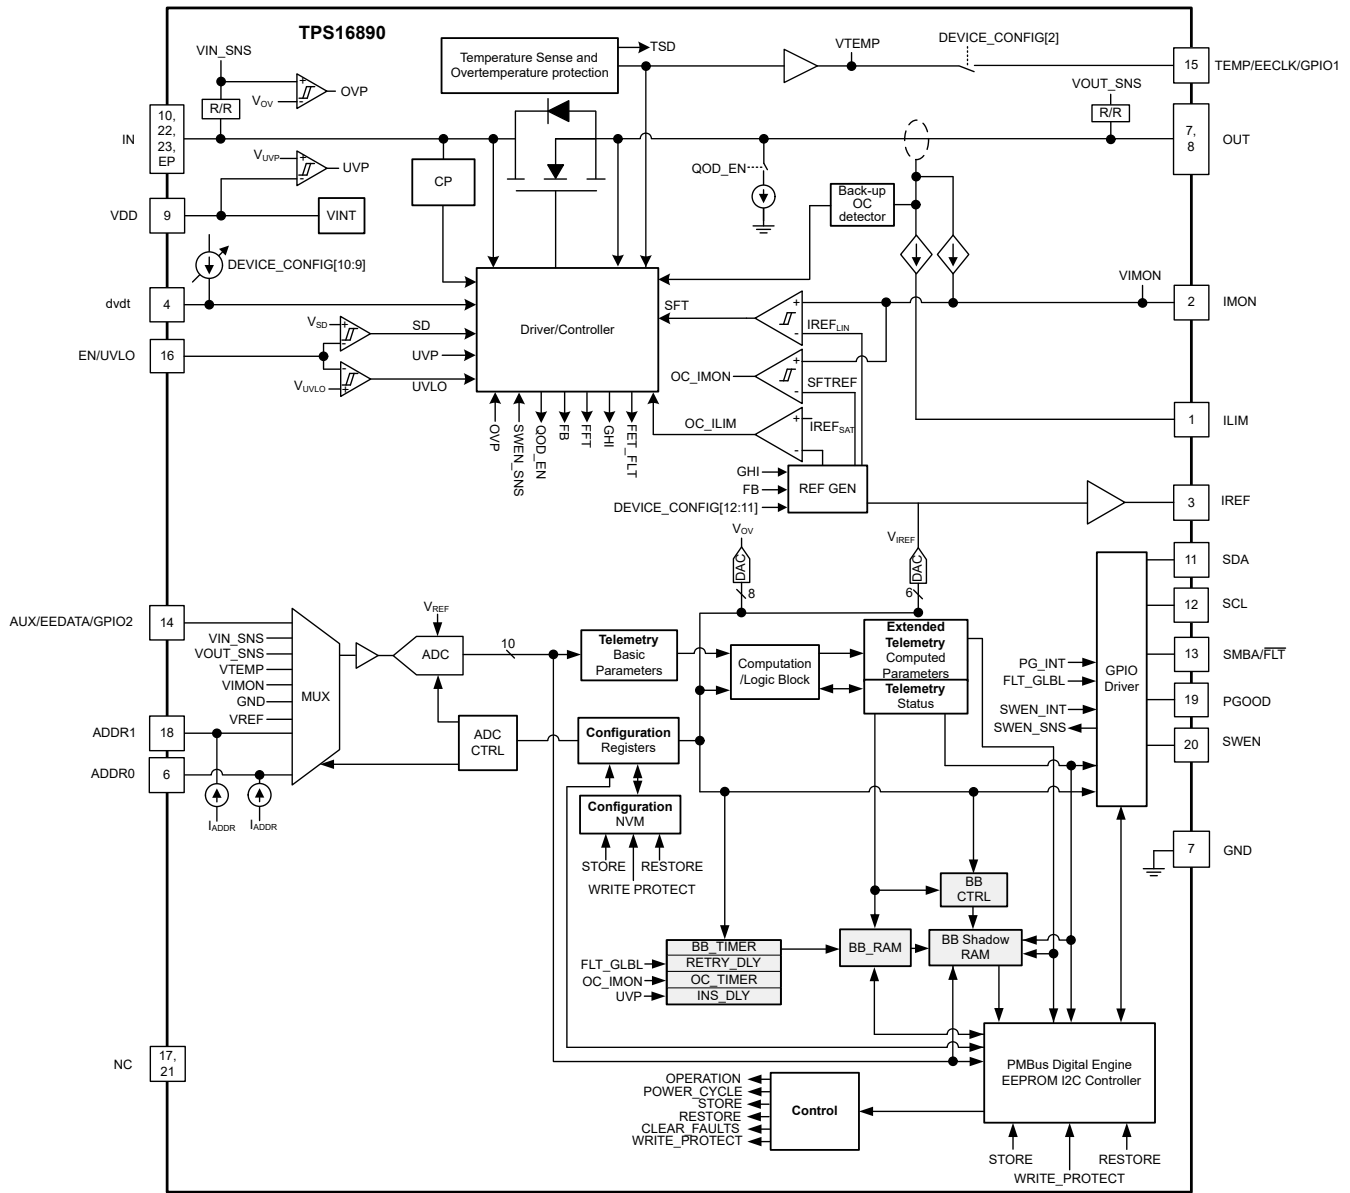 TPS16890
VIN_SNS
R/R
VOV
OVP
Temperature Sense and
Overtemperature protection
TSD
VTEMP
DEVICE_CONFIG[2]
15
TEMP/EECLK/GPIO1
VOUT_SNS
R/R
IN
10,
22,
23,
EP
7,
8
OUT
VUVP
UVP
CP
QOD_EN
Back-up
OC
detector
VDD
9
VINT
DEVICE_CONFIG[10:9]
dvdt
4
VIMON
2
IMON
Driver/Controller
SFT
IREFLIN
VSD
SD
EN/UVLO
16
UVP
OC_IMON
SFTREF
VUVLO
UVLO
OC_ILIM
IREFSAT
1
ILIM
OVP
SWEN_SNS
QOD_EN
FB
FFT
GHI
FET_FLT
GHI
FB
DEVICE_CONFIG[12:11]
REF GEN
3
IREF
VOV
DAC
8
VIREF
DAC
6
11
SDA
12
SCL
13
SMBA/FLT
19
PGOOD
20
SWEN
GPIO
Driver
PG_INT
FLT_GLBL
SWEN_INT
SWEN_SNS
AUX/EEDATA/GPIO2
14
VIN_SNS
VOUT_SNS
VTEMP
VIMON
GND
VREF
MUX
VREF
ADC
10
Telemetry
Basic
Parameters
Computation
/Logic Block
Extended
Telemetry
Computed
Parameters
Telemetry
Status
ADDR1
18
ADDR0
6
IADDR
IADDR
ADC
CTRL
Configuration
Registers
Configuration
NVM
STORE
RESTORE
WRITE PROTECT
7
GND
BB
CTRL
BB_TIMER
RETRY_DLY
OC_TIMER
INS_DLY
FLT_GLBL
OC_IMON
UVP
BB_RAM
BB Shadow
RAM
NC
17,
21
PMBus Digital Engine
EEPROM I2C Controller
OPERATION
POWER_CYCLE
STORE
RESTORE
CLEAR_FAULTS
WRITE_PROTECT
Control
STORE
RESTORE
WRITE_PROTECT